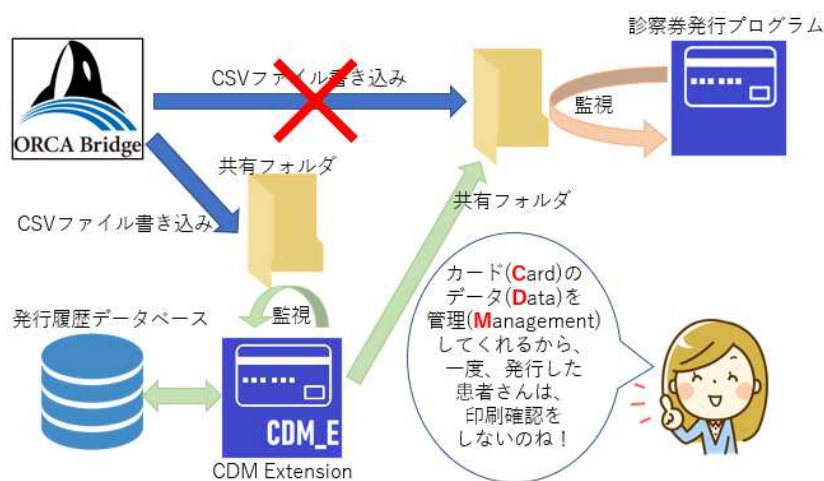 診察券発行プログラム
CSVファイル書き込み
監視
ORCA Bridge
共有フォルダ
CSVファイル書き込み
共有フォルダ
監視
発行履歴データベース
カード(Card)の
データ(Data)を
管理(Management)
してくれるから、
一度、発行した
患者さんは、
印刷確認を
しないのね！
CDM_E
CDM Extension